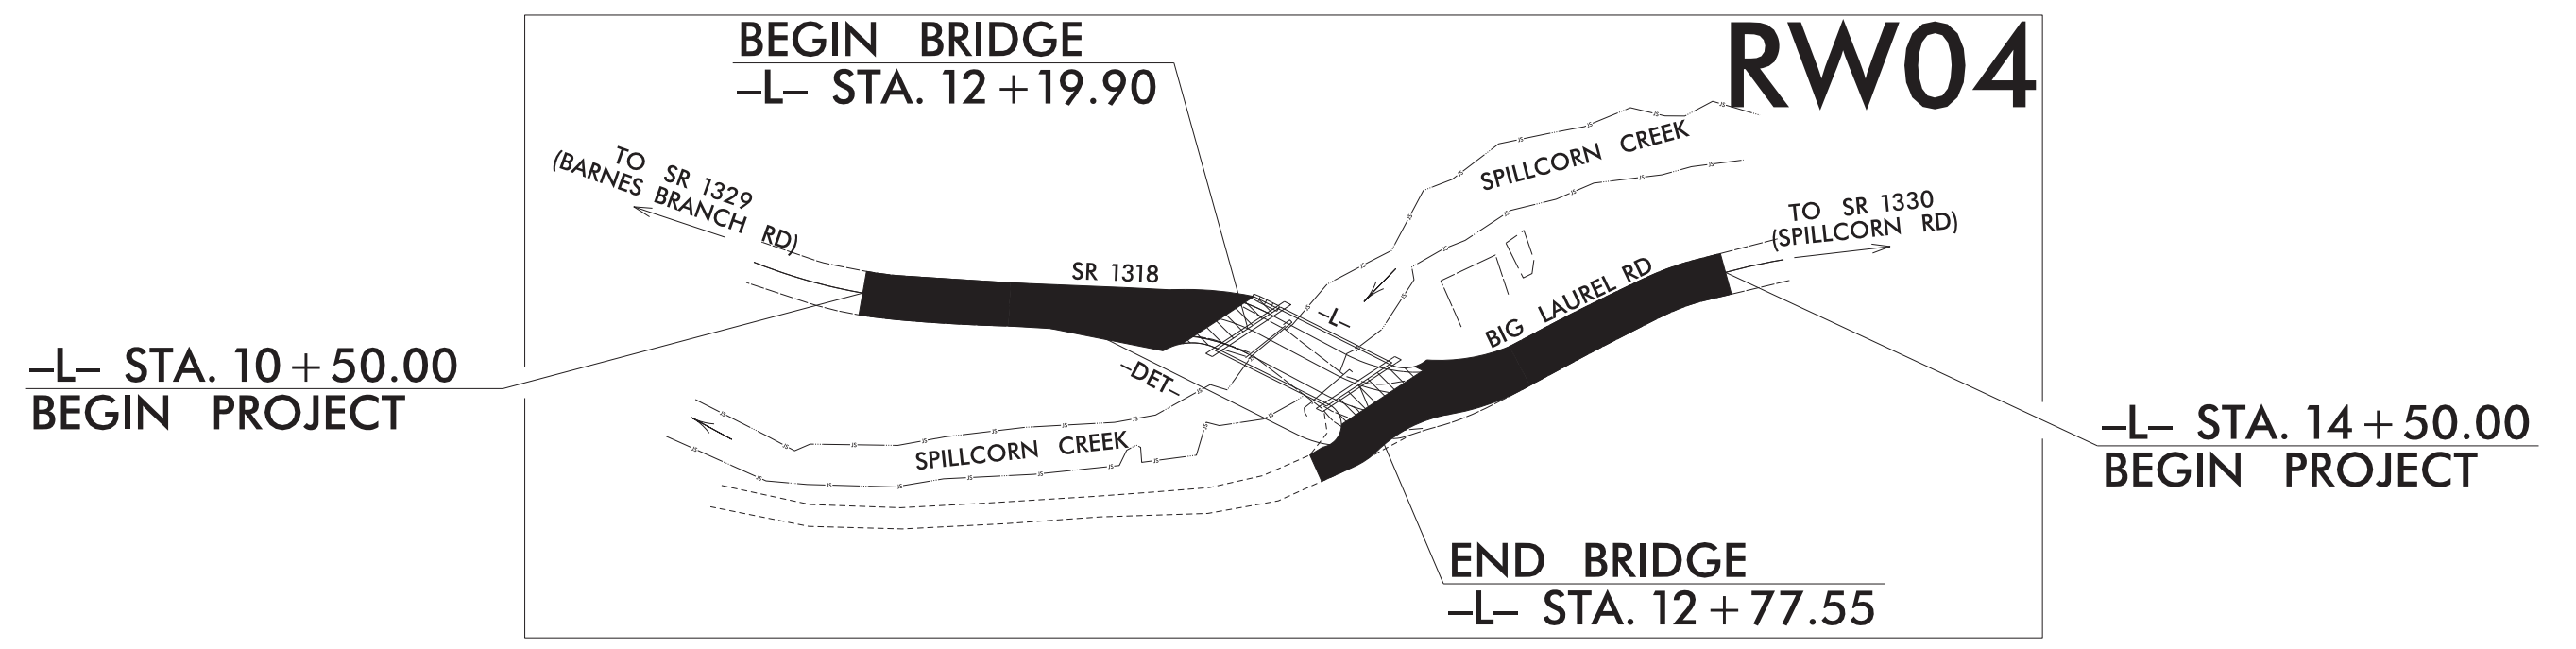 BEGIN BRIDGE
–L– STA. 12+19.90
RW04
TO SR 1329
(BARNES BRANCH RD)
SPILLCORN CREEK
TO SR 1330
(SPILLCORN RD)
SR 1318
–L–
BIG LAUREL RD
–L– STA. 10+50.00
BEGIN PROJECT
–DET–
–L– STA. 14+50.00
BEGIN PROJECT
SPILLCORN CREEK
END BRIDGE
–L– STA. 12+77.55